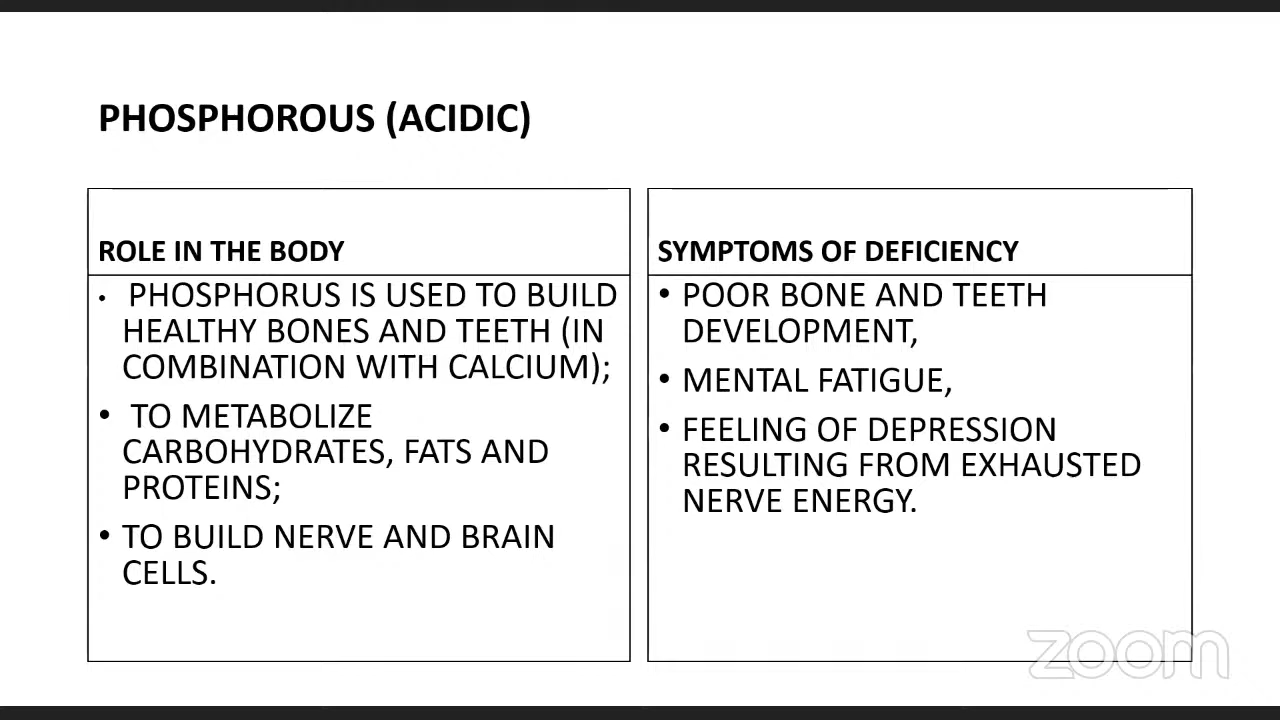 PHOSPHOROUS (ACIDIC)
ROLE IN THE BODY
• PHOSPHORUS IS USED TO BUILD
HEALTHY BONES AND TEETH (IN
COMBINATION WITH CALCIUM);
• TO METABOLIZE
CARBOHYDRATES, FATS AND
PROTEINS;
• TO BUILD NERVE AND BRAIN
CELLS.
SYMPTOMS OF DEFICIENCY
• POOR BONE AND TEETH
DEVELOPMENT,
• MENTAL FATIGUE,
• FEELING OF DEPRESSION
RESULTING FROM EXHAUSTED
NERVE ENERGY.
zoom